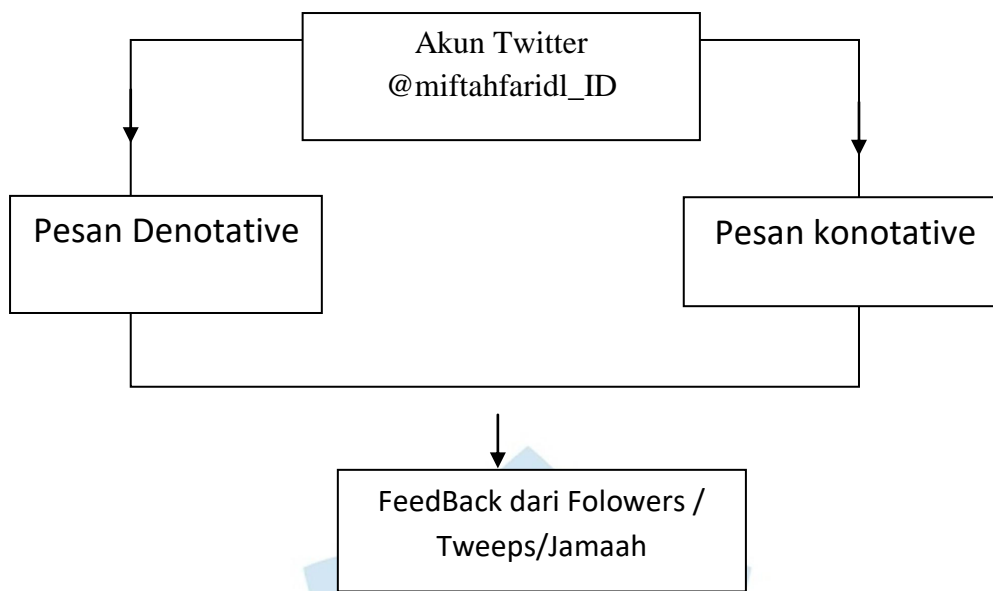 Akun Twitter
@miftahfaridl_ID
Pesan Denotative
Pesan konotative
FeedBack dari Folowers /
Tweeps/Jamaah